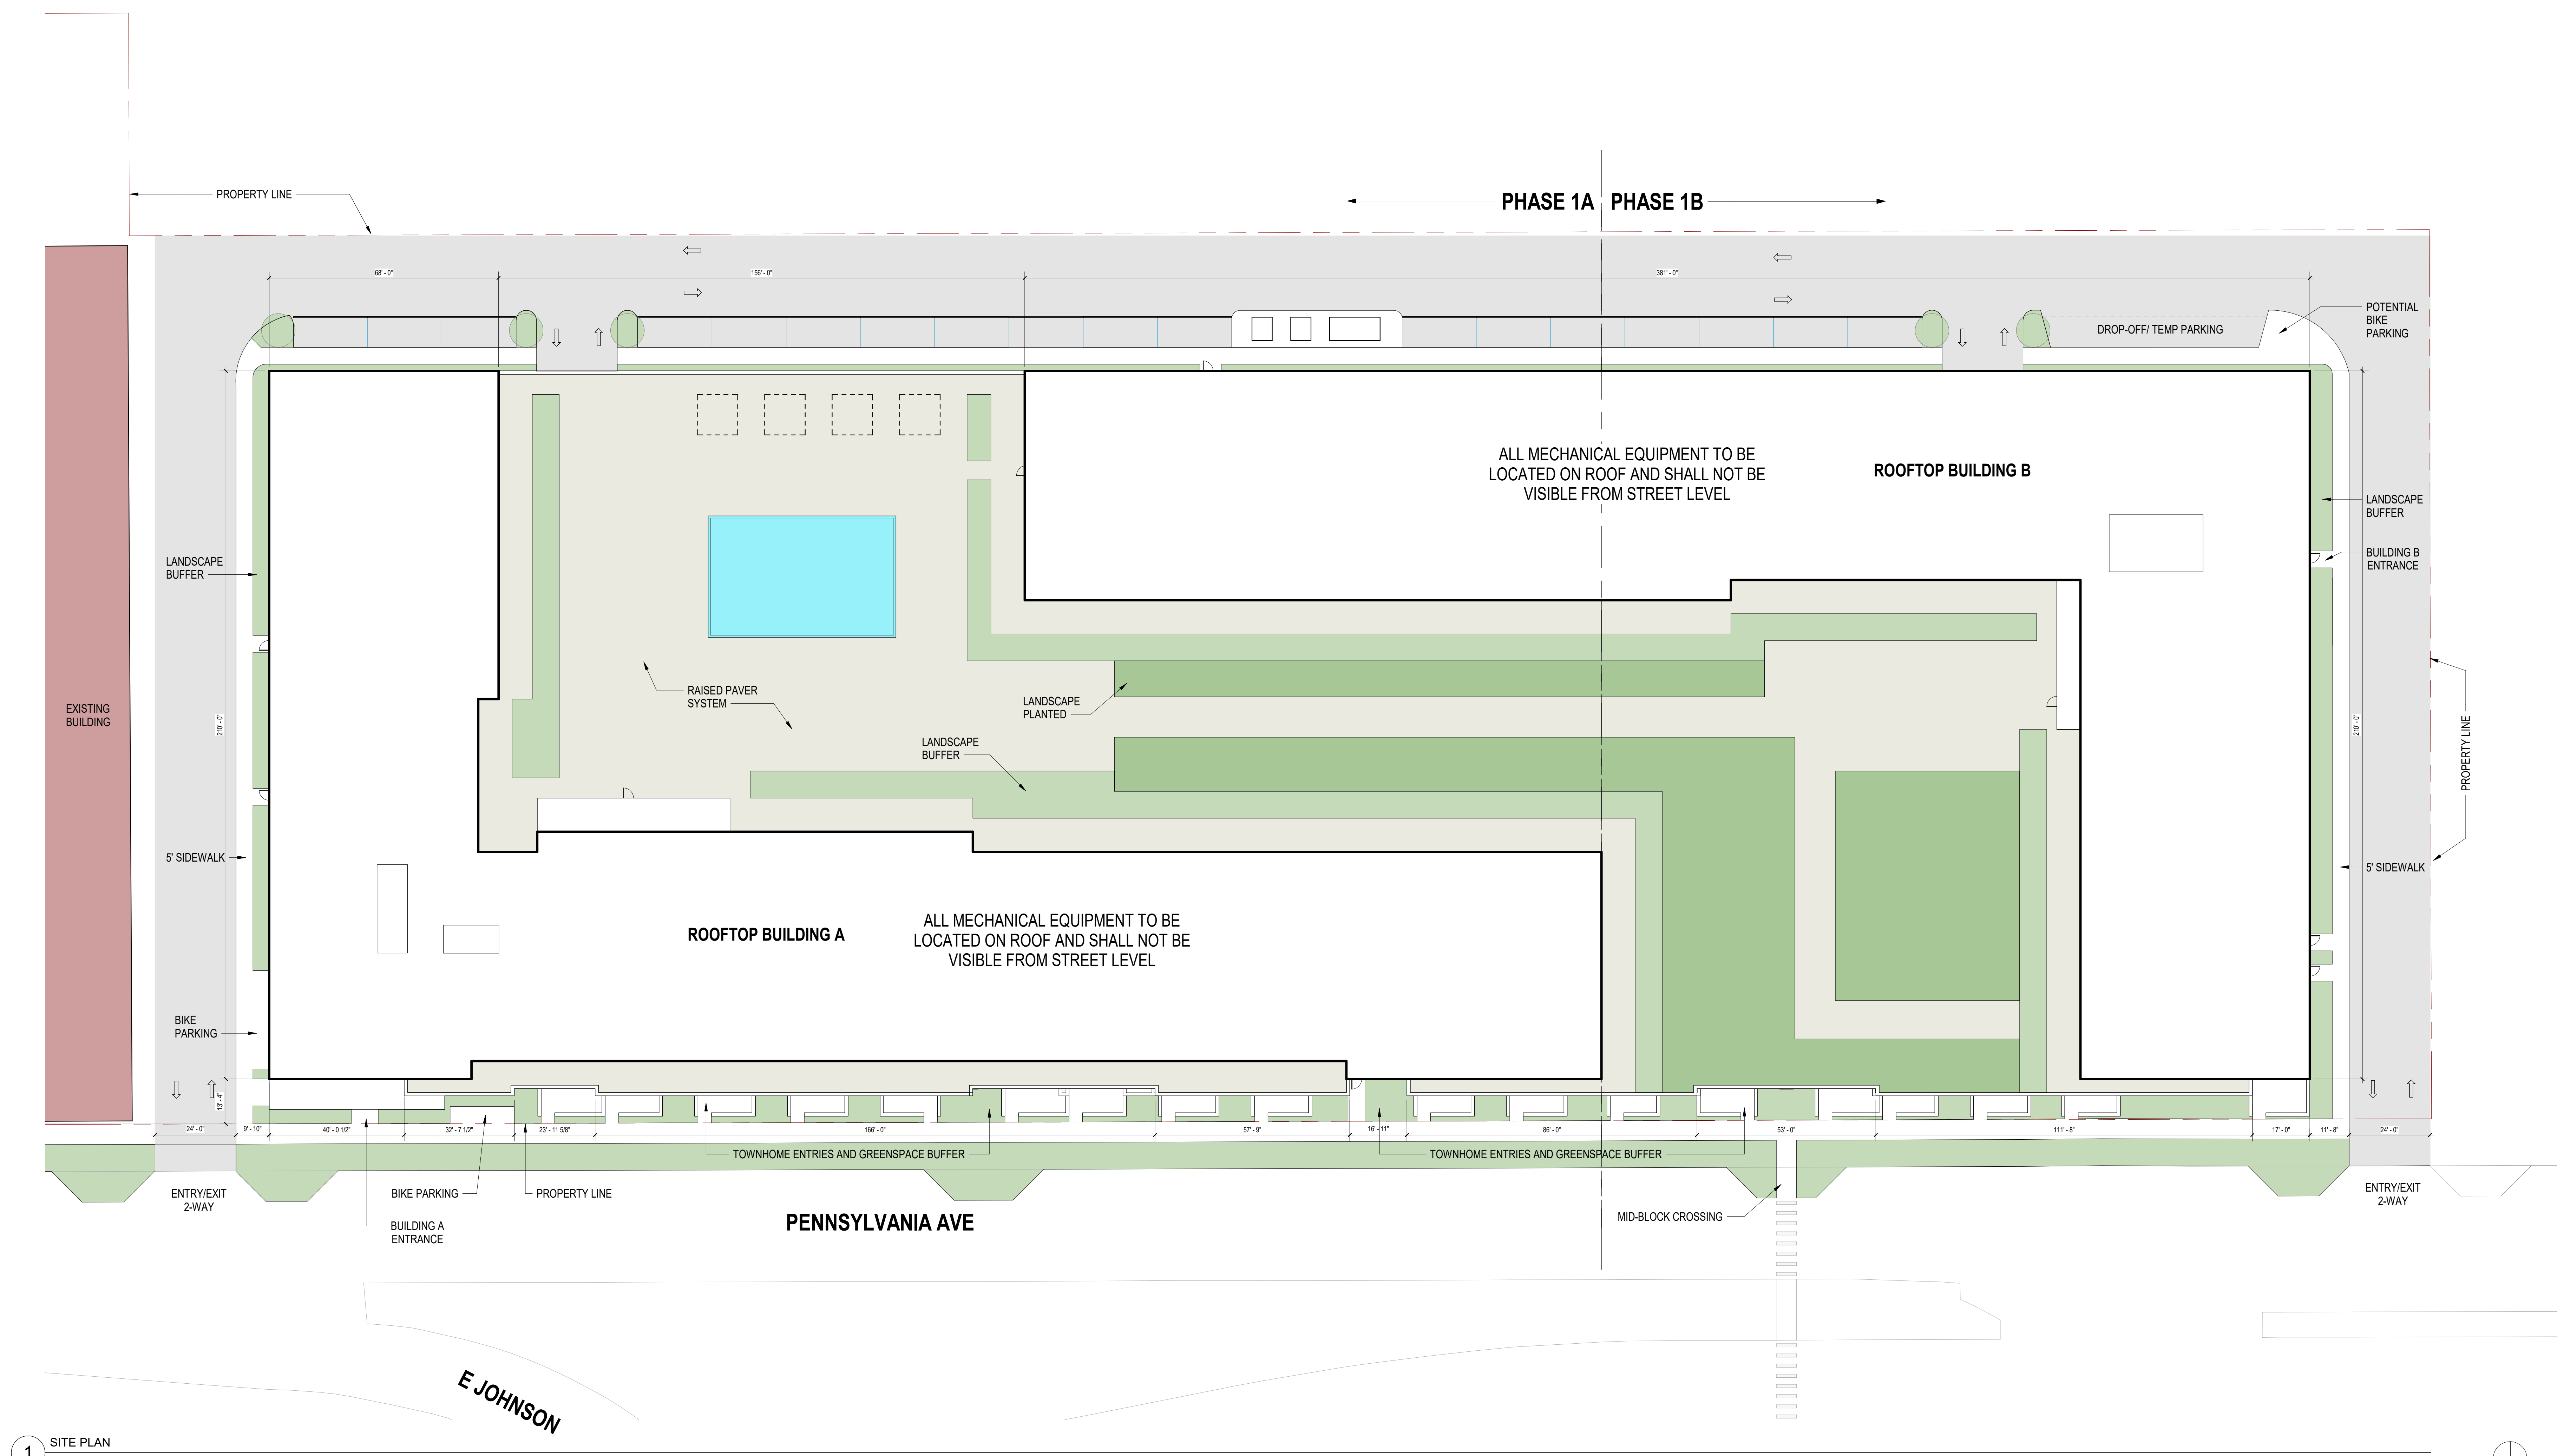 PROPERTY LINE
PHASE 1A
PHASE 1B
68' - 0"
156' - 0"
381' - 0"
POTENTIAL
BIKE
PARKING
DROP-OFF/ TEMP PARKING
ALL MECHANICAL EQUIPMENT TO BE
LOCATED ON ROOF AND SHALL NOT BE
VISIBLE FROM STREET LEVEL
ROOFTOP BUILDING B
LANDSCAPE
BUFFER
BUILDING B
ENTRANCE
LANDSCAPE
BUFFER
EXISTING
BUILDING
210' - 0"
RAISED PAVER
SYSTEM
LANDSCAPE
PLANTED
LANDSCAPE
BUFFER
210' - 0"
PROPERTY LINE
5' SIDEWALK
5' SIDEWALK
ROOFTOP BUILDING A
ALL MECHANICAL EQUIPMENT TO BE
LOCATED ON ROOF AND SHALL NOT BE
VISIBLE FROM STREET LEVEL
BIKE
PARKING
13' - 4"
24' - 0"
9' - 10"
40' - 0 1/2"
32' - 7 1/2"
23' - 11 5/8"
166' - 0"
57' - 9"
16' - 11"
86' - 0"
53' - 0"
111' - 8"
17' - 0"
11' - 8"
24' - 0"
TOWNHOME ENTRIES AND GREENSPACE BUFFER
TOWNHOME ENTRIES AND GREENSPACE BUFFER
ENTRY/EXIT
2-WAY
BIKE PARKING
PROPERTY LINE
BUILDING A
ENTRANCE
PENNSYLVANIA AVE
MID-BLOCK CROSSING
ENTRY/EXIT
2-WAY
E JOHNSON
1
SITE PLAN